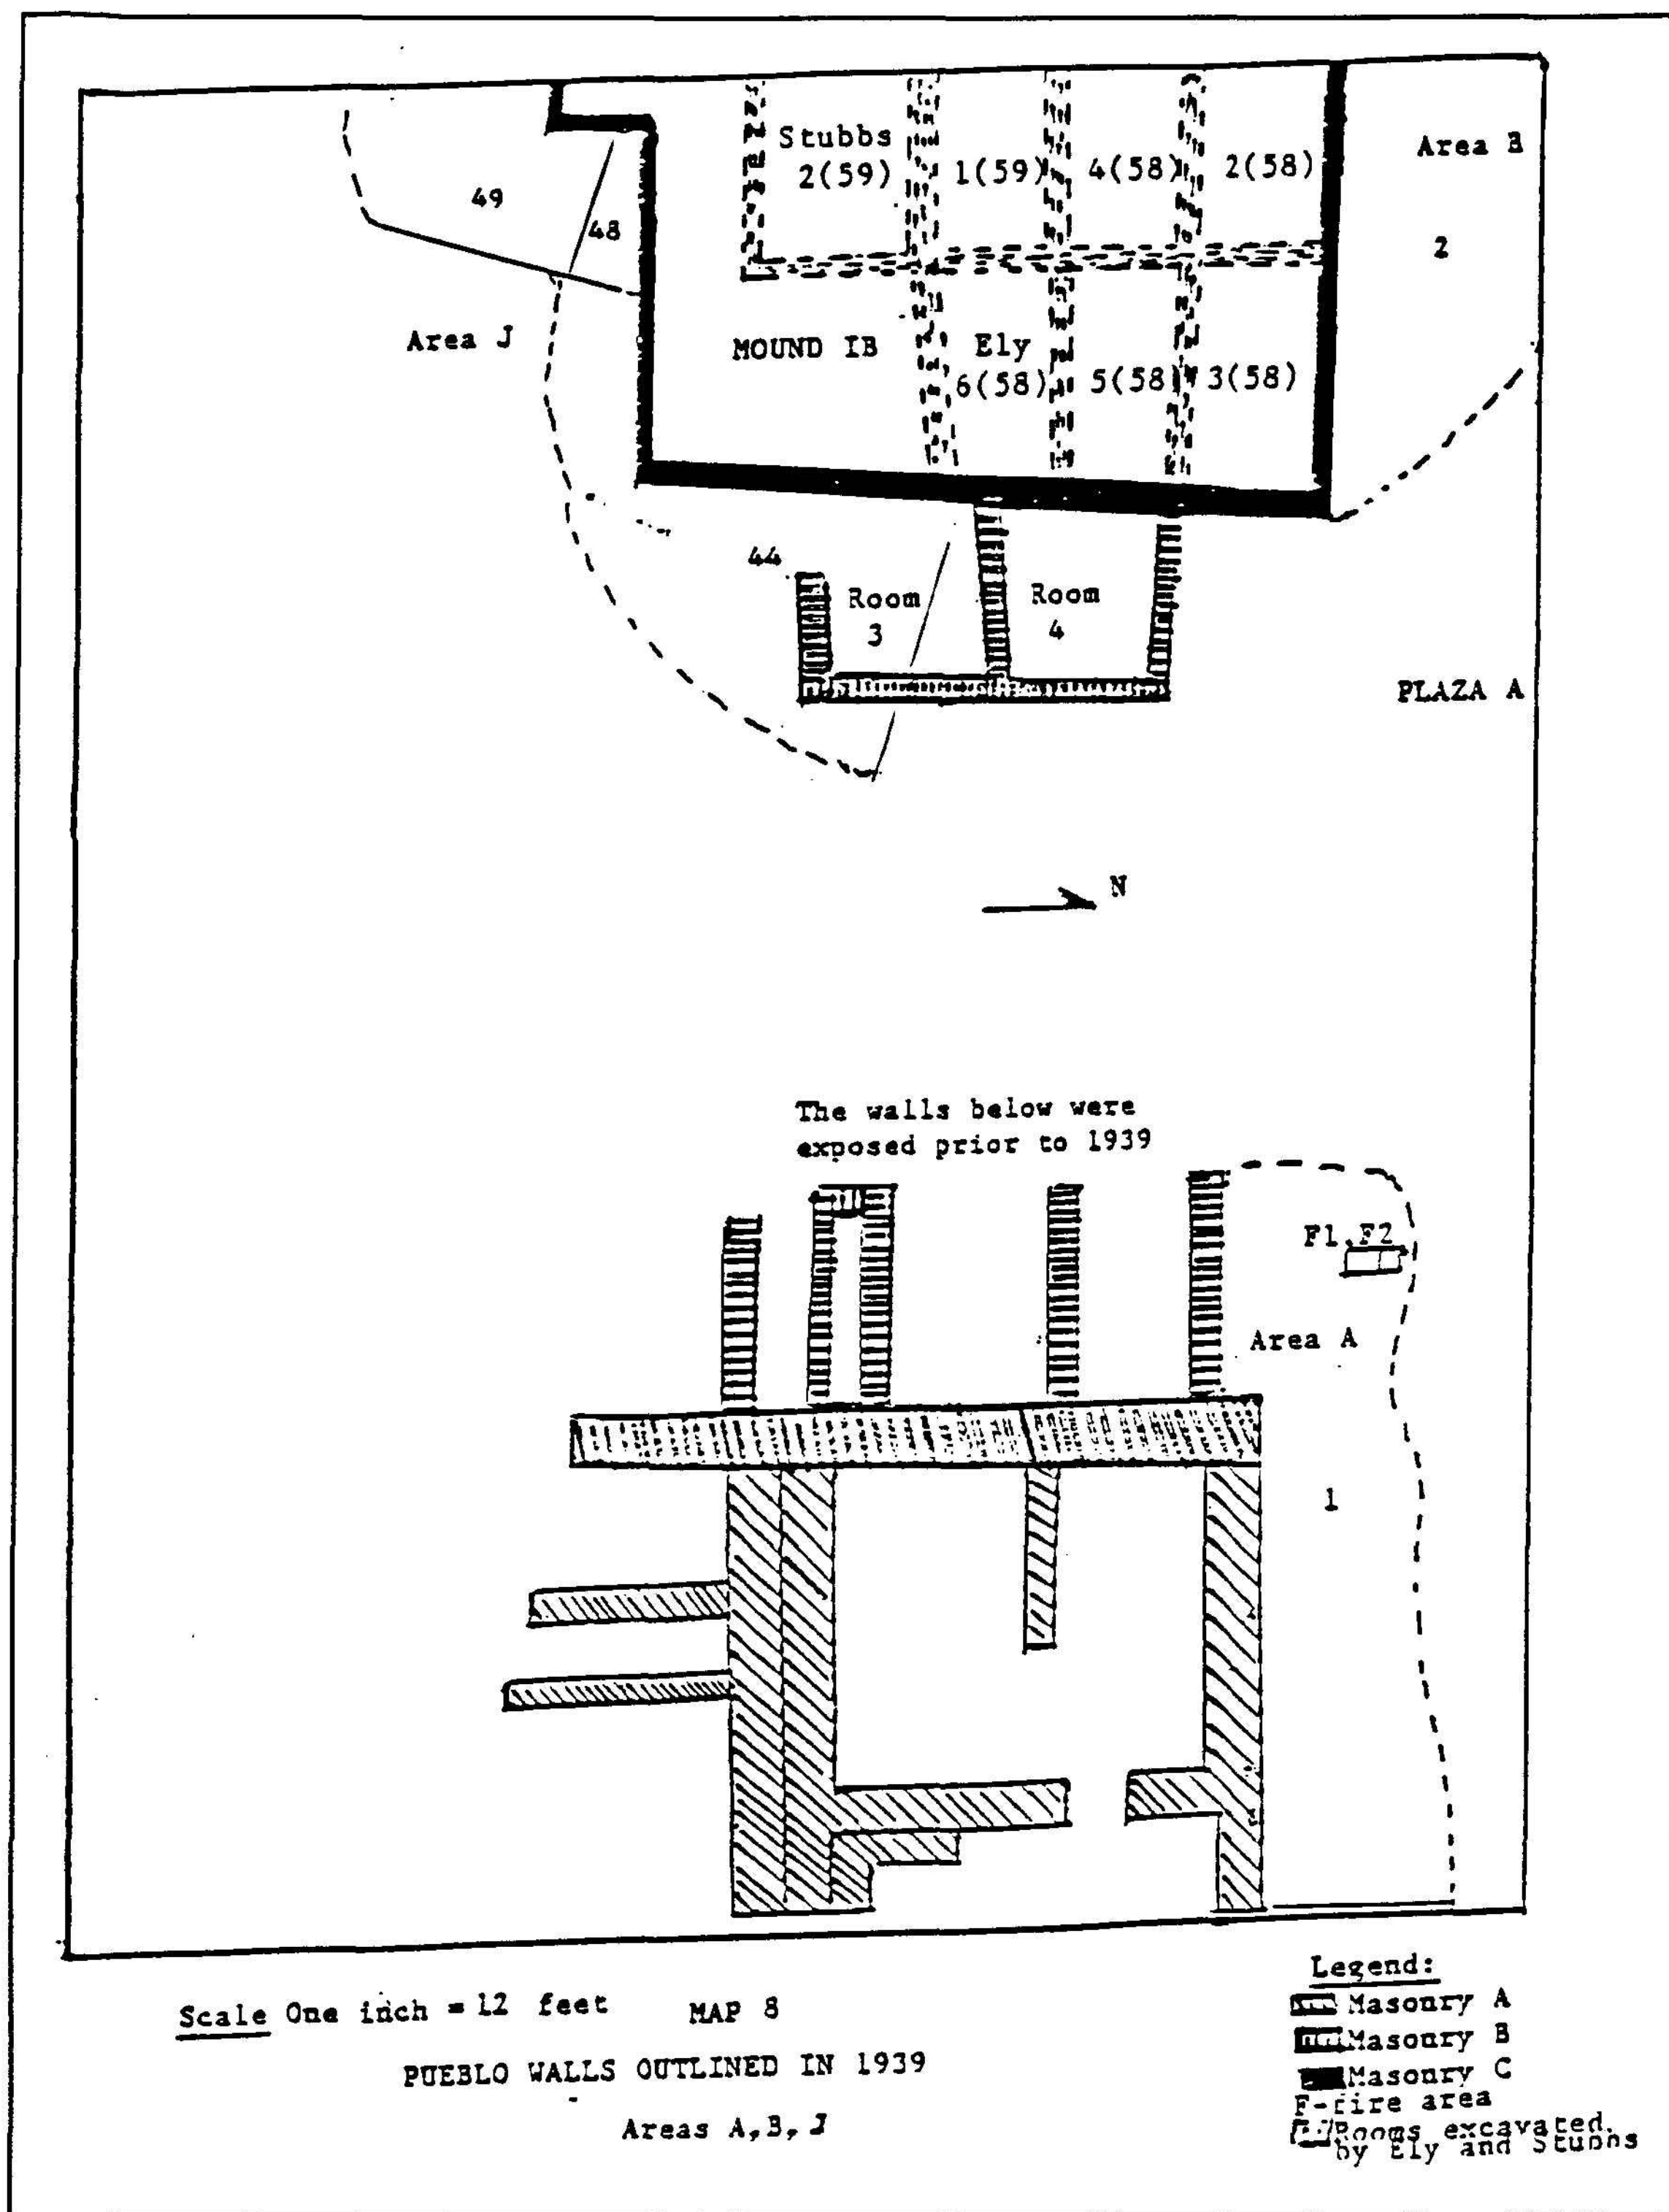 Stubbs
2(59)
1(59)
4(58)
2(58)
Area B
2
49
48
Area J
MOUND IB
Ely
6(58)
5(58)
3(58)
44
Room
3
Room
4
PLAZA A
N
The walls below were
exposed prior to 1939
F1,F2
Area A
1
Scale One inch = 12 feet
MAP 8
PUEBLO WALLS OUTLINED IN 1939
Areas A,B,J
Legend:
Masonry A
Masonry B
Masonry C
F-fire area
Rooms excavated.
by Ely and Stubbs